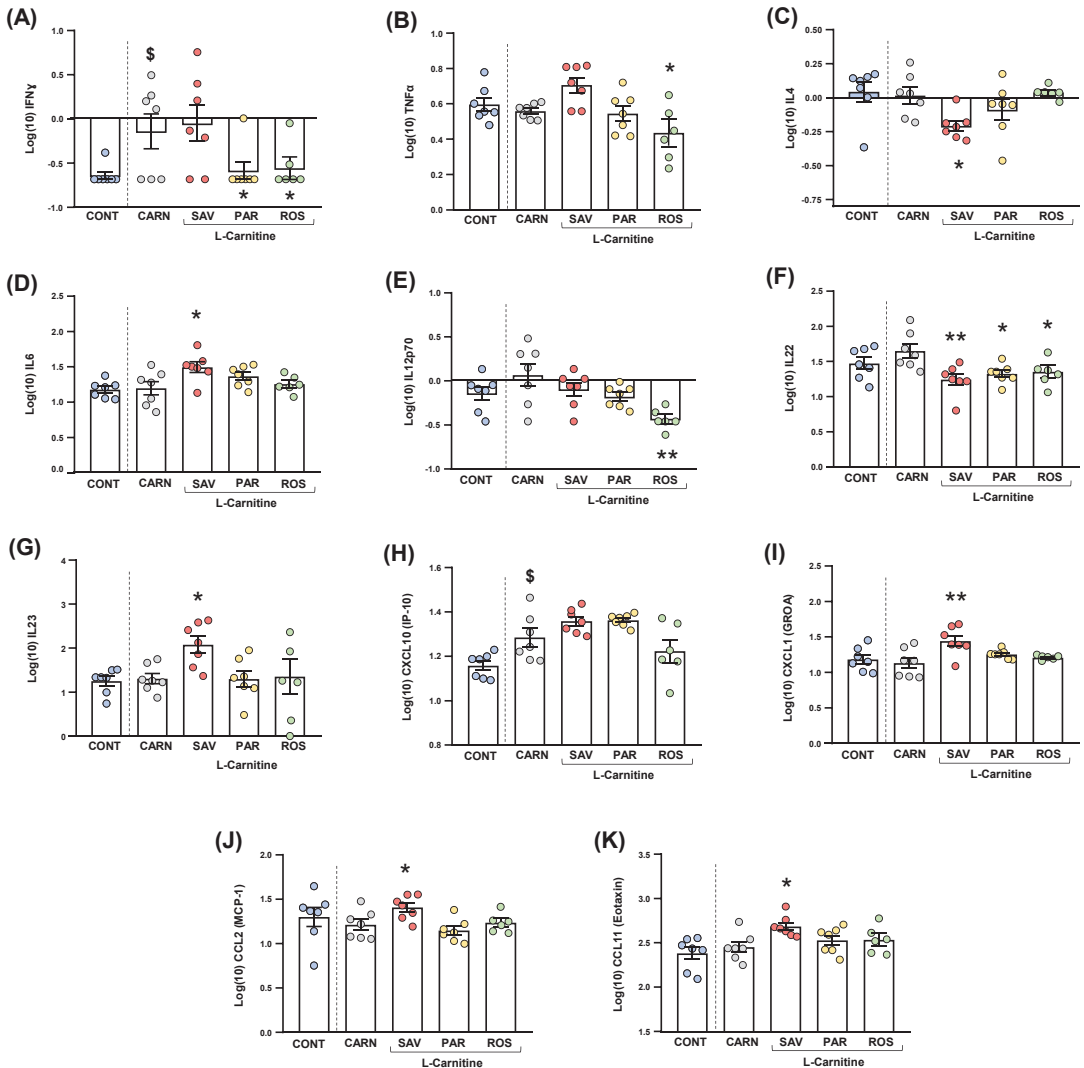 (A)
Log(10) IFNɣ
1.0
0.5
-0.0
-0.5
-1.0
$
*
*
CONT CARN SAV PAR ROS
L-Carnitine
(B)
Log(10) TNFα
1.0
0.8
0.6
0.4
0.2
0.0
*
CONT CARN SAV PAR ROS
L-Carnitine
(C)
Log(10) IL4
0.50
0.25
0.00
-0.25
-0.50
-0.75
*
CONT CARN SAV PAR ROS
L-Carnitine
(D)
Log(10) IL6
2.5
2.0
1.5
1.0
0.5
0.0
*
CONT CARN SAV PAR ROS
L-Carnitine
(E)
Log(10) IL12p70
1.0
0.5
-0.0
-0.5
-1.0
**
CONT CARN SAV PAR ROS
L-Carnitine
(F)
Log(10) IL22
2.5
2.0
1.5
1.0
0.5
0.0
**
*
*
CONT CARN SAV PAR ROS
L-Carnitine
(G)
Log(10) IL23
4
3
2
1
0
*
CONT CARN SAV PAR ROS
L-Carnitine
(H)
Log(10) CXCL10 (IP-10)
1.6
1.4
1.2
1.0
0.8
$
CONT CARN SAV PAR ROS
L-Carnitine
(I)
Log(10) CXCL1 (GROA)
2.5
2.0
1.5
1.0
0.5
0.0
**
CONT CARN SAV PAR ROS
L-Carnitine
(J)
Log(10) CCL2 (MCP-1)
2.0
1.5
1.0
0.5
0.0
*
CONT CARN SAV PAR ROS
L-Carnitine
(K)
Log(10) CCL11 (Eotaxin)
3.5
3.0
2.5
2.0
1.5
*
CONT CARN SAV PAR ROS
L-Carnitine